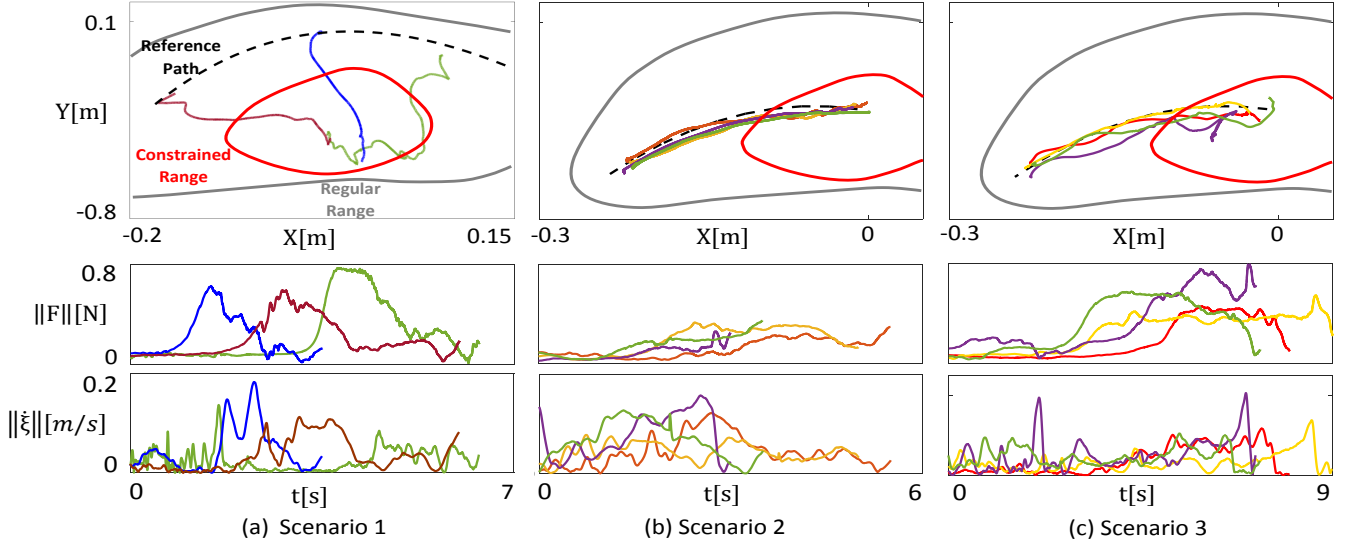 0.1
Reference
Path
Y[m]
Constrained
Range
Regular
Range
-0.8
-0.2
X[m]
0.15
-0.3
X[m]
0
-0.3
X[m]
0
0.8
‖F‖[N]
0
0.2
‖ξ̇‖[m/s]
0
0
t[s]
7
0
t[s]
6
0
t[s]
9
(a) Scenario 1
(b) Scenario 2
(c) Scenario 3